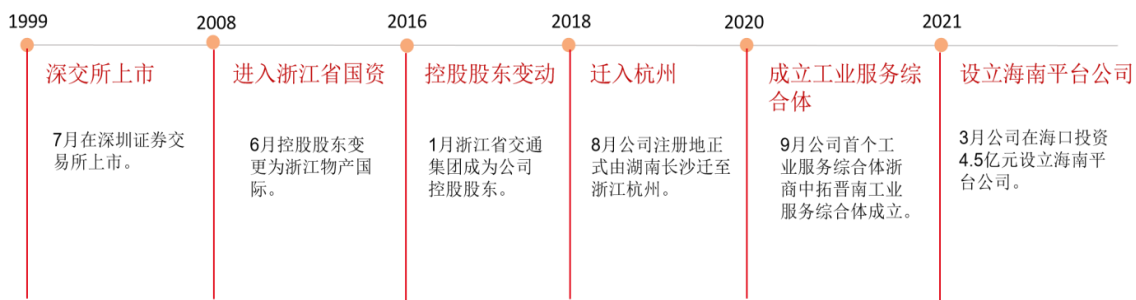 1999
深交所上市
7月在深圳证券交
易所上市。
2008
进入浙江省国资
6月控股股东变
更为浙江物产国
际。
2016
控股股东变动
1月浙江省交通
集团成为公司
控股股东。
2018
迁入杭州
8月公司注册地正
式由湖南长沙迁至
浙江杭州。
2020
成立工业服务综
合体
9月公司首个工
业服务综合体浙
商中拓晋南工业
服务综合体成立。
2021
设立海南平台公司
3月公司在海口投资
4.5亿元设立海南平
台公司。